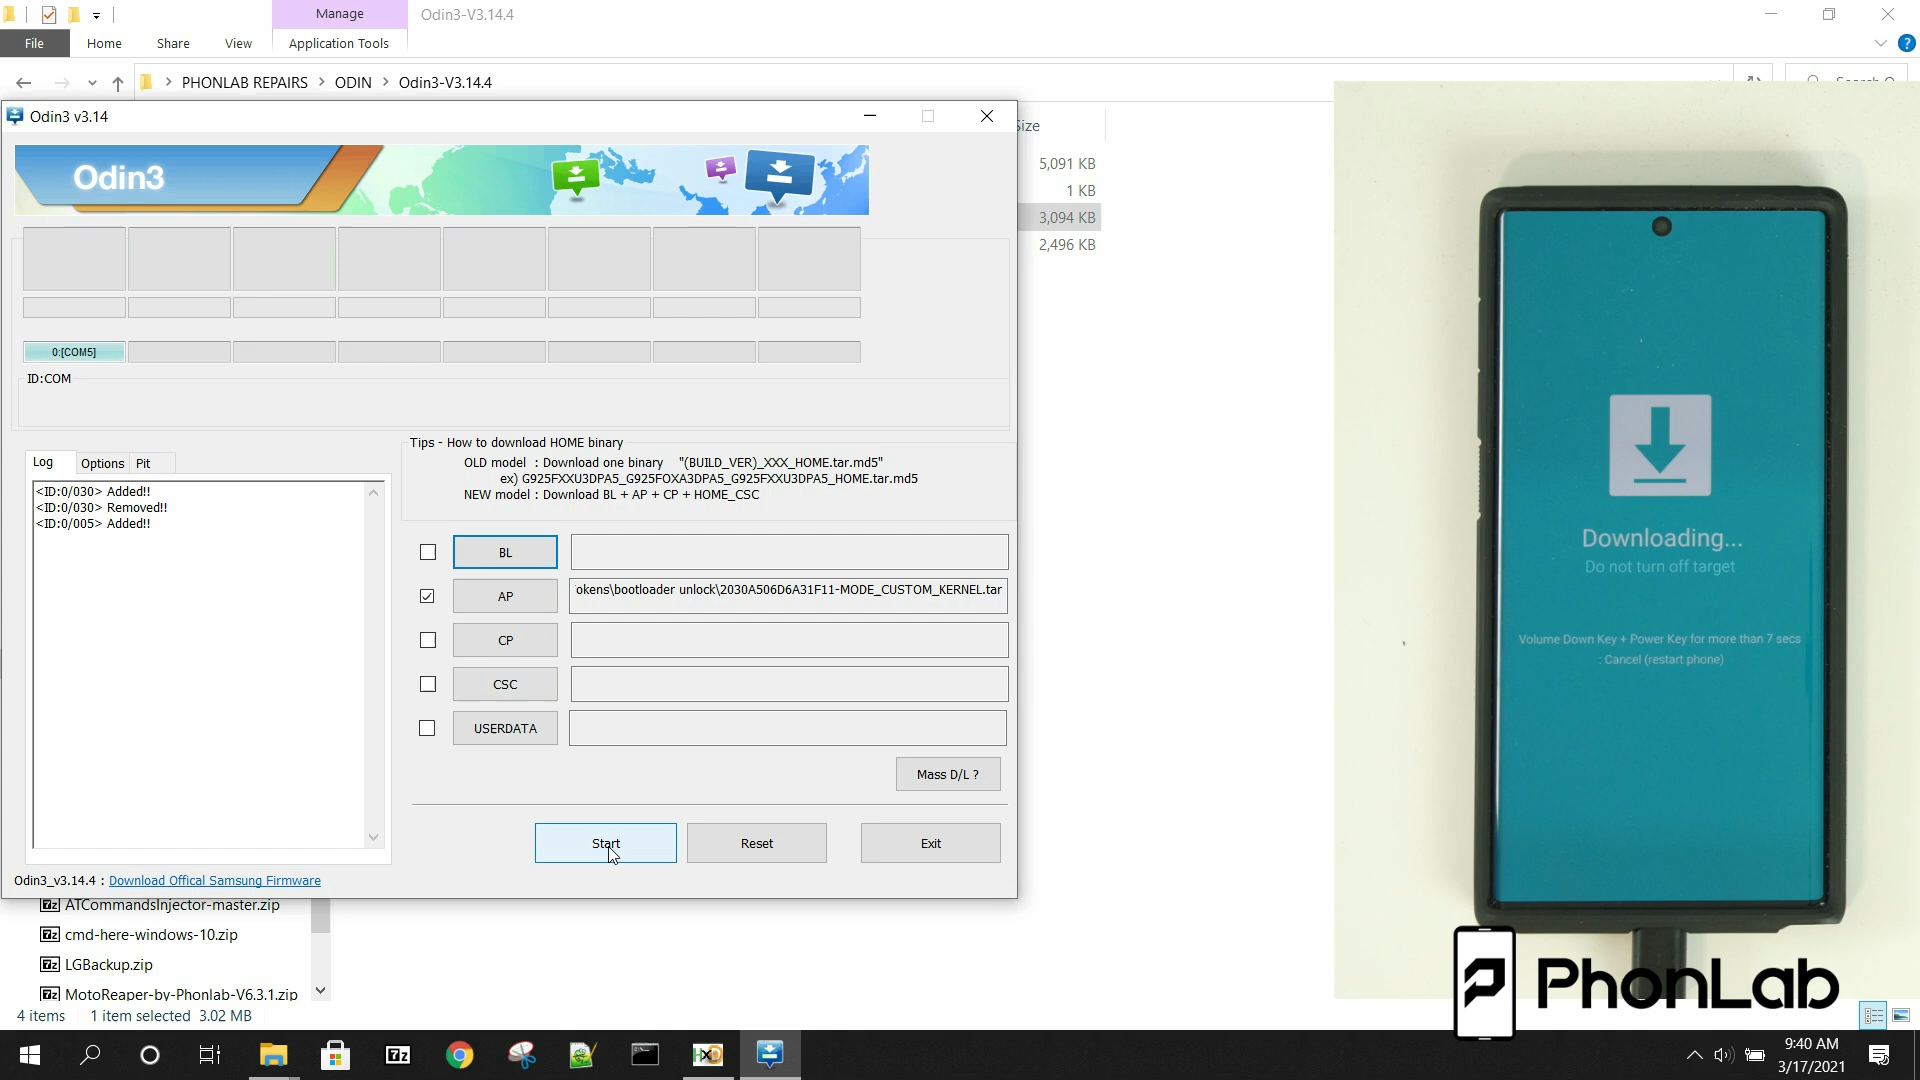 Manage
Odin3-V3.14.4
File
Home
Share
View
Application Tools
PHONLAB REPAIRS
ODIN
Odin3-V3.14.4
Odin3 v3.14
Size
5,091 KB
1 KB
3,094 KB
2,496 KB
Odin3
0:[COM5]
ID:COM
Log
Options
Pit
<ID:0/030> Added!!
<ID:0/030> Removed!!
<ID:0/005> Added!!
Tips - How to download HOME binary
OLD model : Download one binary "(BUILD_VER)_XXX_HOME.tar.md5"
ex) G925FXXU3DPA5_G925FOXA3DPA5_G925FXXU3DPA5_HOME.tar.md5
NEW model : Download BL + AP + CP + HOME_CSC
BL
AP
okens\bootloader unlock\2030A506D6A31F11-MODE_CUSTOM_KERNEL.tar
CP
CSC
USERDATA
Mass D/L ?
Start
Reset
Exit
Odin3_v3.14.4 : Download Offical Samsung Firmware
ATCommandsInjector-master.zip
cmd-here-windows-10.zip
LGBackup.zip
MotoReaper-by-Phonlab-V6.3.1.zip
4 items
1 item selected 3.02 MB
Downloading...
Do not turn off target
Volume Down Key + Power Key for more than 7 secs
: Cancel (restart phone)
PhonLab
9:40 AM
3/17/2021